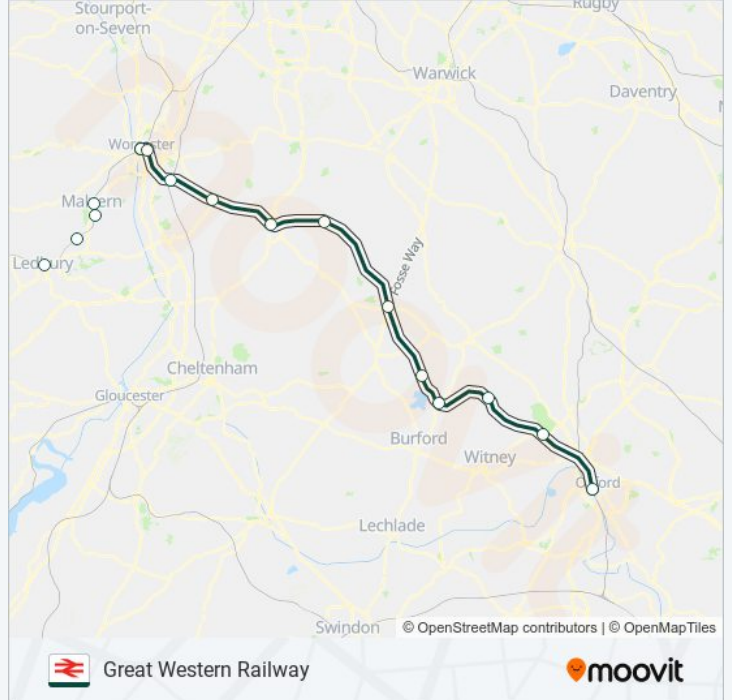 Stourport-
on-Severn
Rugby
Warwick
Daventry
Worcester
Malvern
Ledbury
Fosse Way
Cheltenham
Gloucester
Burford
Witney
Oxford
Lechlade
Swindon
© OpenStreetMap contributors | © OpenMapTiles
Great Western Railway
moovit